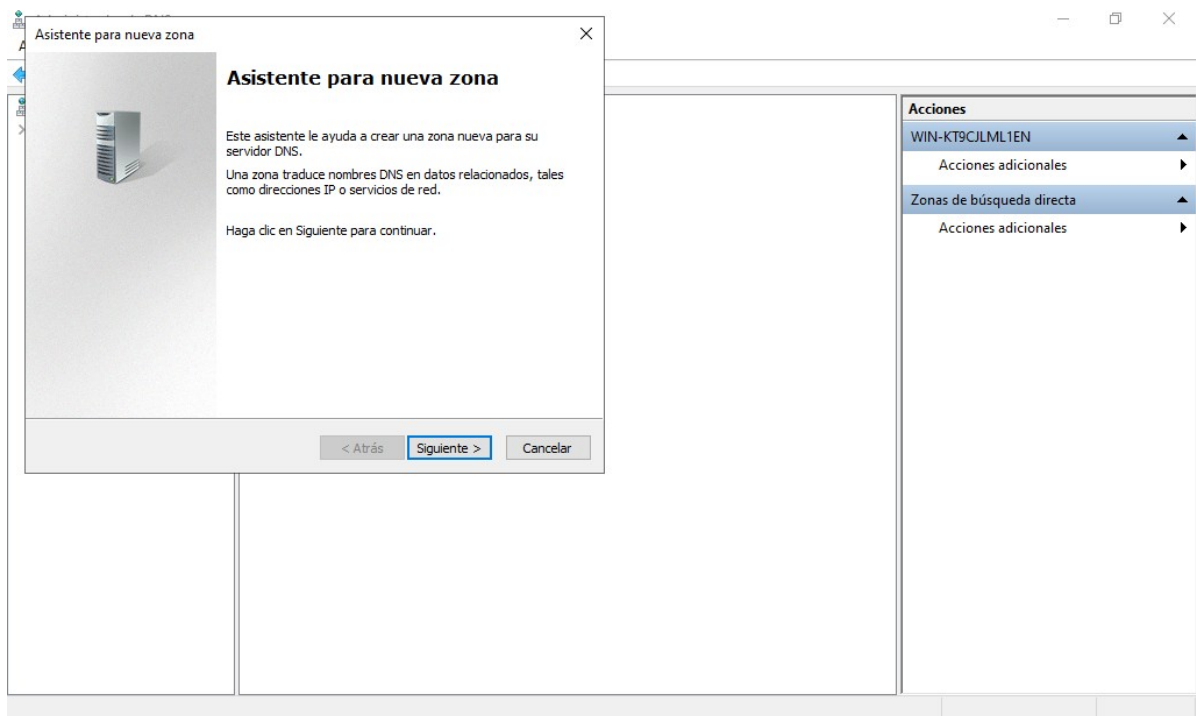 Asistente para nueva zona
Asistente para nueva zona
Este asistente le ayuda a crear una zona nueva para su
servidor DNS.
Una zona traduce nombres DNS en datos relacionados, tales
como direcciones IP o servicios de red.
Haga clic en Siguiente para continuar.
< Atrás
Siguiente >
Cancelar
Acciones
WIN-KT9CJLML1EN
Acciones adicionales
Zonas de búsqueda directa
Acciones adicionales